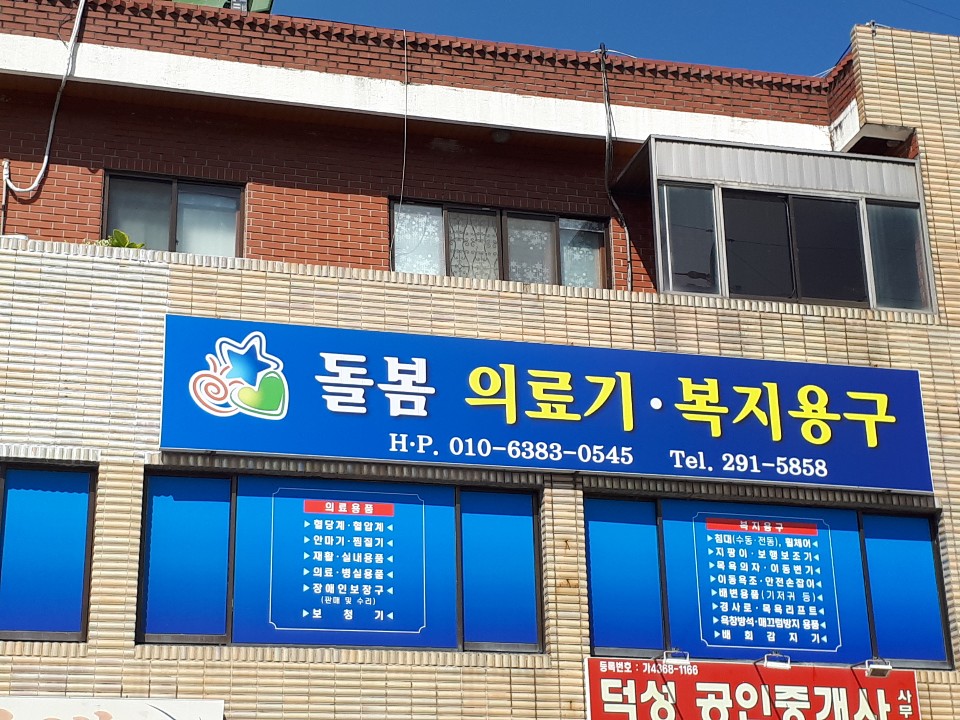 돌봄 의료기·복지용구
H·P. 010-6383-0545 Tel. 291-5858
의료용품
▶혈당계·혈압계◀
▶안마기·찜질기◀
▶재활·실내용품◀
▶의료·병실용품◀
▶장애인보장구◀
(판매 및 수리)
▶보청기◀
복지용구
▶침대(수동·전동), 휠체어◀
▶지팡이·보행보조기◀
▶목욕의자·이동변기◀
▶이동욕조·안전손잡이◀
▶배변용품(기저귀 등)◀
▶경사로·목욕리프트◀
▶욕창방석·매끄럼방지 용품◀
▶배회감지기◀
등록번호 : 가4368-1166
덕성 공인중개사